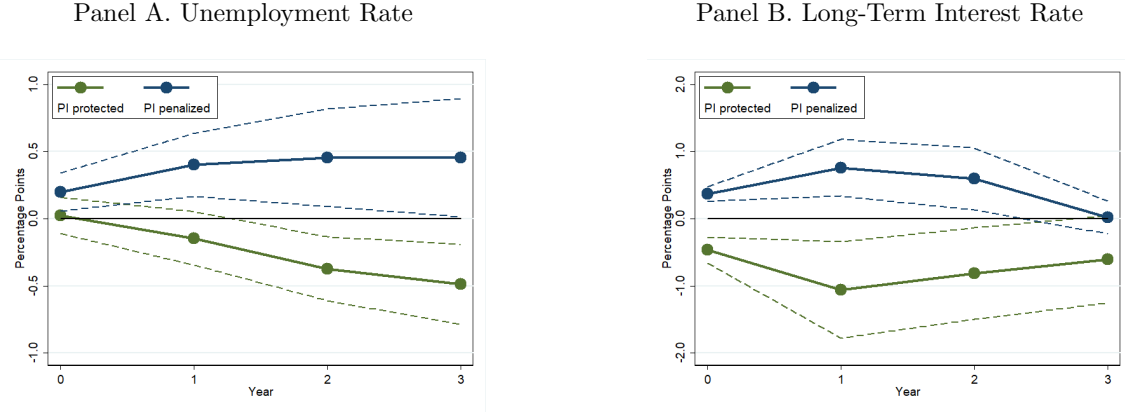 Panel A. Unemployment Rate
PI protected PI penalized
Percentage Points
1.0
0.5
0.0
-0.5
-1.0
0 1 2 3
Year
Panel B. Long-Term Interest Rate
PI protected PI penalized
Percentage Points
2.0
1.0
0.0
-1.0
-2.0
0 1 2 3
Year